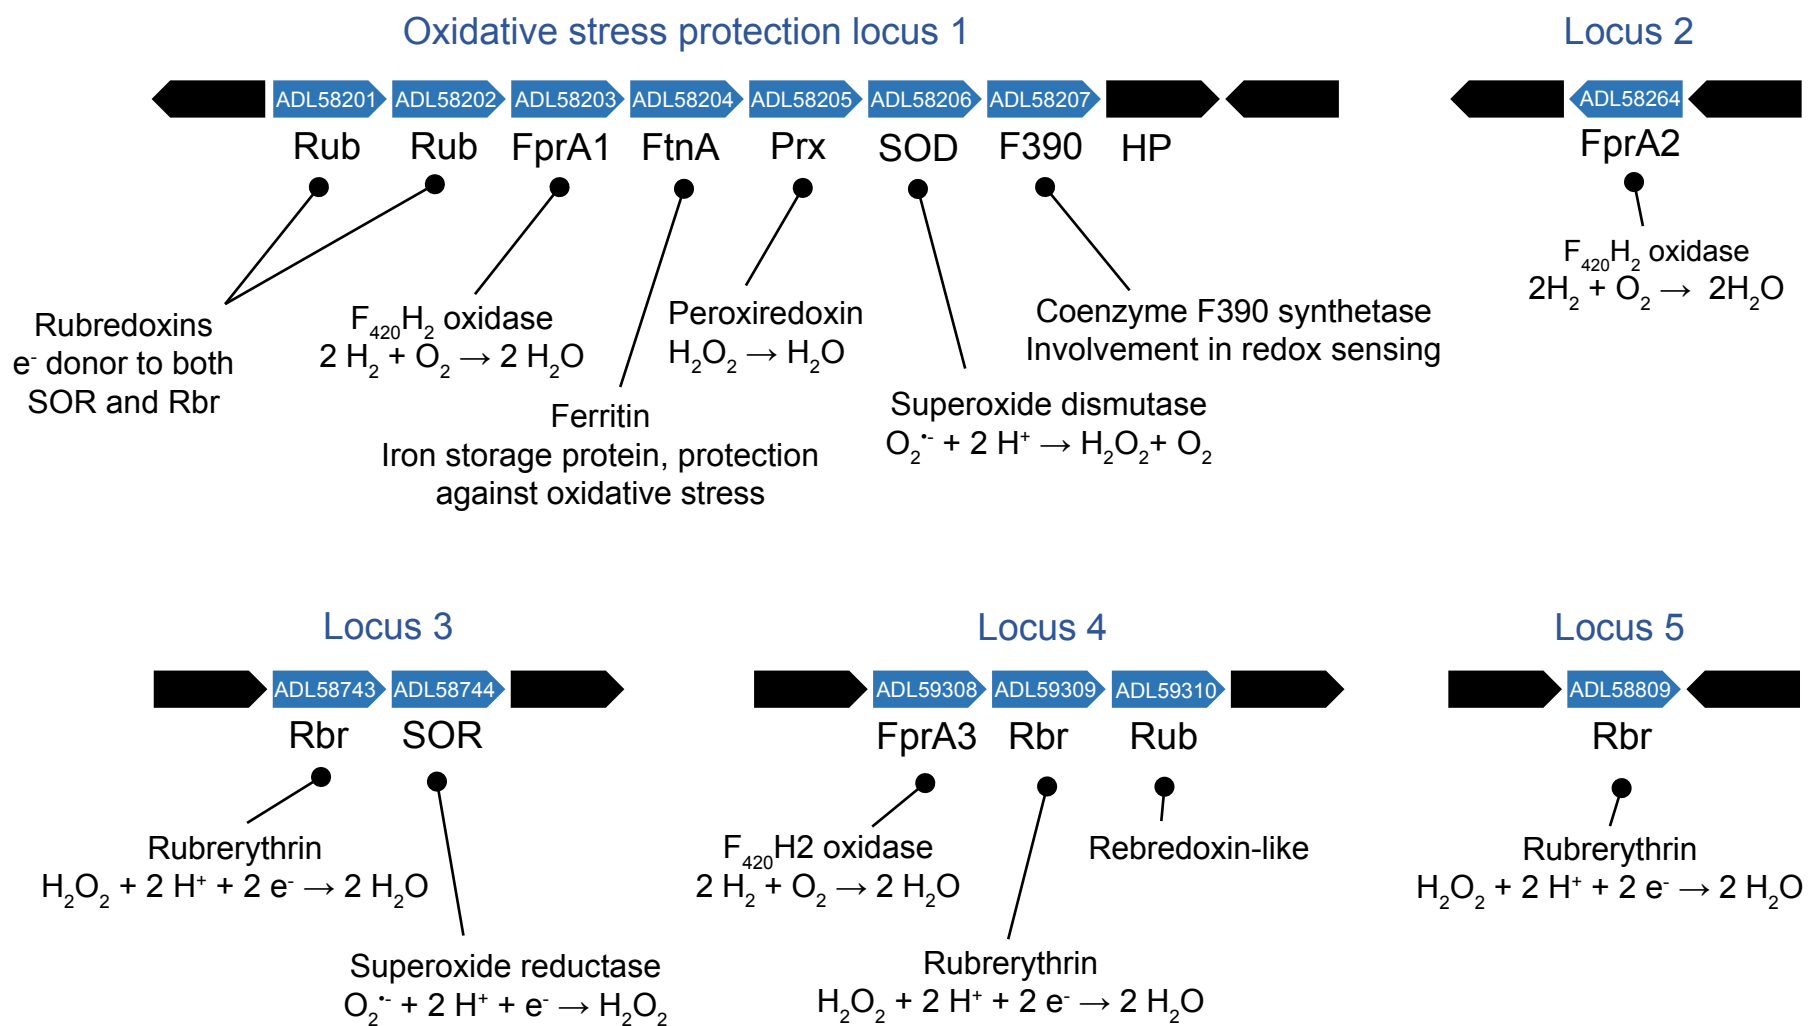 Oxidative stress protection locus 1
Locus 2
ADL58201 ADL58202 ADL58203 ADL58204 ADL58205 ADL58206 ADL58207
ADL58264
Rub Rub FprA1 FtnA Prx SOD F390 HP
FprA2
Rubredoxins
e⁻ donor to both
SOR and Rbr
F₄₂₀H₂ oxidase
2 H₂ + O₂ → 2 H₂O
Ferritin
Iron storage protein, protection
against oxidative stress
Peroxiredoxin
H₂O₂ → H₂O
Superoxide dismutase
O₂˙⁻ + 2 H⁺ → H₂O₂+ O₂
Coenzyme F390 synthetase
Involvement in redox sensing
F₄₂₀H₂ oxidase
2H₂ + O₂ → 2H₂O
Locus 3
Locus 4
Locus 5
ADL58743 ADL58744
ADL59308 ADL59309 ADL59310
ADL58809
Rbr SOR
FprA3 Rbr Rub
Rbr
Rubrerythrin
H₂O₂ + 2 H⁺ + 2 e⁻ → 2 H₂O
Superoxide reductase
O₂˙⁻ + 2 H⁺ + e⁻ → H₂O₂
F₄₂₀H2 oxidase
2 H₂ + O₂ → 2 H₂O
Rubrerythrin
H₂O₂ + 2 H⁺ + 2 e⁻ → 2 H₂O
Rebredoxin-like
Rubrerythrin
H₂O₂ + 2 H⁺ + 2 e⁻ → 2 H₂O